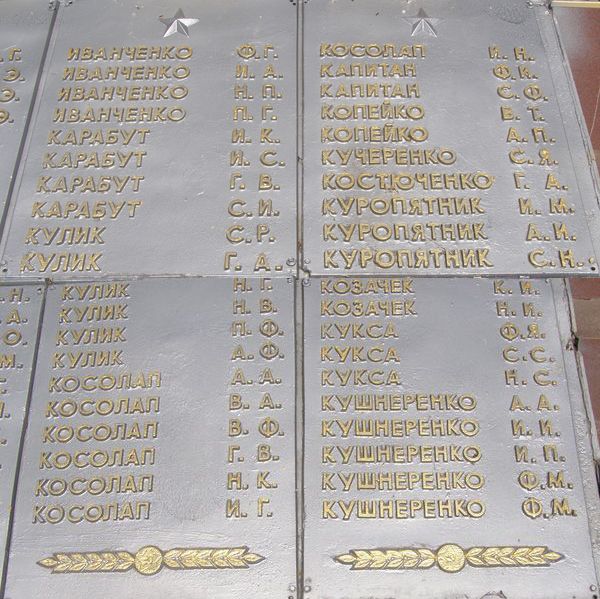 ИВАНЧЕНКО Ф.Г.
ИВАНЧЕНКО И. А.
ИВАНЧЕНКО Н. П.
ИВАНЧЕНКО П. Г.
КАРАБУТ И. К.
КАРАБУТ И. С.
КАРАБУТ Г. В.
КАРАБУТ С. И.
КУЛИК С. Р.
КУЛИК Г. А.
КУЛИК Н. Г.
КУЛИК Н. В.
КУЛИК П. Ф.
КУЛИК А. Ф.
КОСОЛАП А. А.
КОСОЛАП В. А.
КОСОЛАП В. Ф.
КОСОЛАП Г. В.
КОСОЛАП Н. К.
КОСОЛАП И. Г.
КОСОЛАП И. Н.
КАПИТАН Ф. И.
КАПИТАН С. Ф.
КОПЕЙКО В. Т.
КОПЕЙКО А. П.
КУЧЕРЕНКО С. Я.
КОСТЮЧЕНКО Г. А.
КУРОПЯТНИК И. М.
КУРОПЯТНИК А. И.
КУРОПЯТНИК С. Н.
КОЗАЧЕК К. И.
КОЗАЧЕК Н. И.
КУКСА Ф. Я.
КУКСА С. С.
КУКСА Н. С.
КУШНЕРЕНКО А. А.
КУШНЕРЕНКО И. И.
КУШНЕРЕНКО И. П.
КУШНЕРЕНКО Ф. М.
КУШНЕРЕНКО Ф. М.